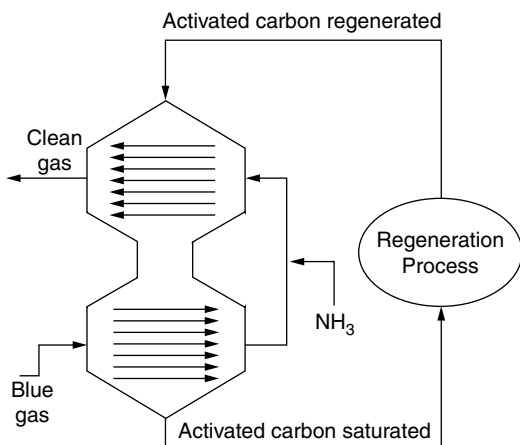 Activated carbon regenerated
Clean
gas
Regeneration
Process
NH₃
Blue
gas
Activated carbon saturated